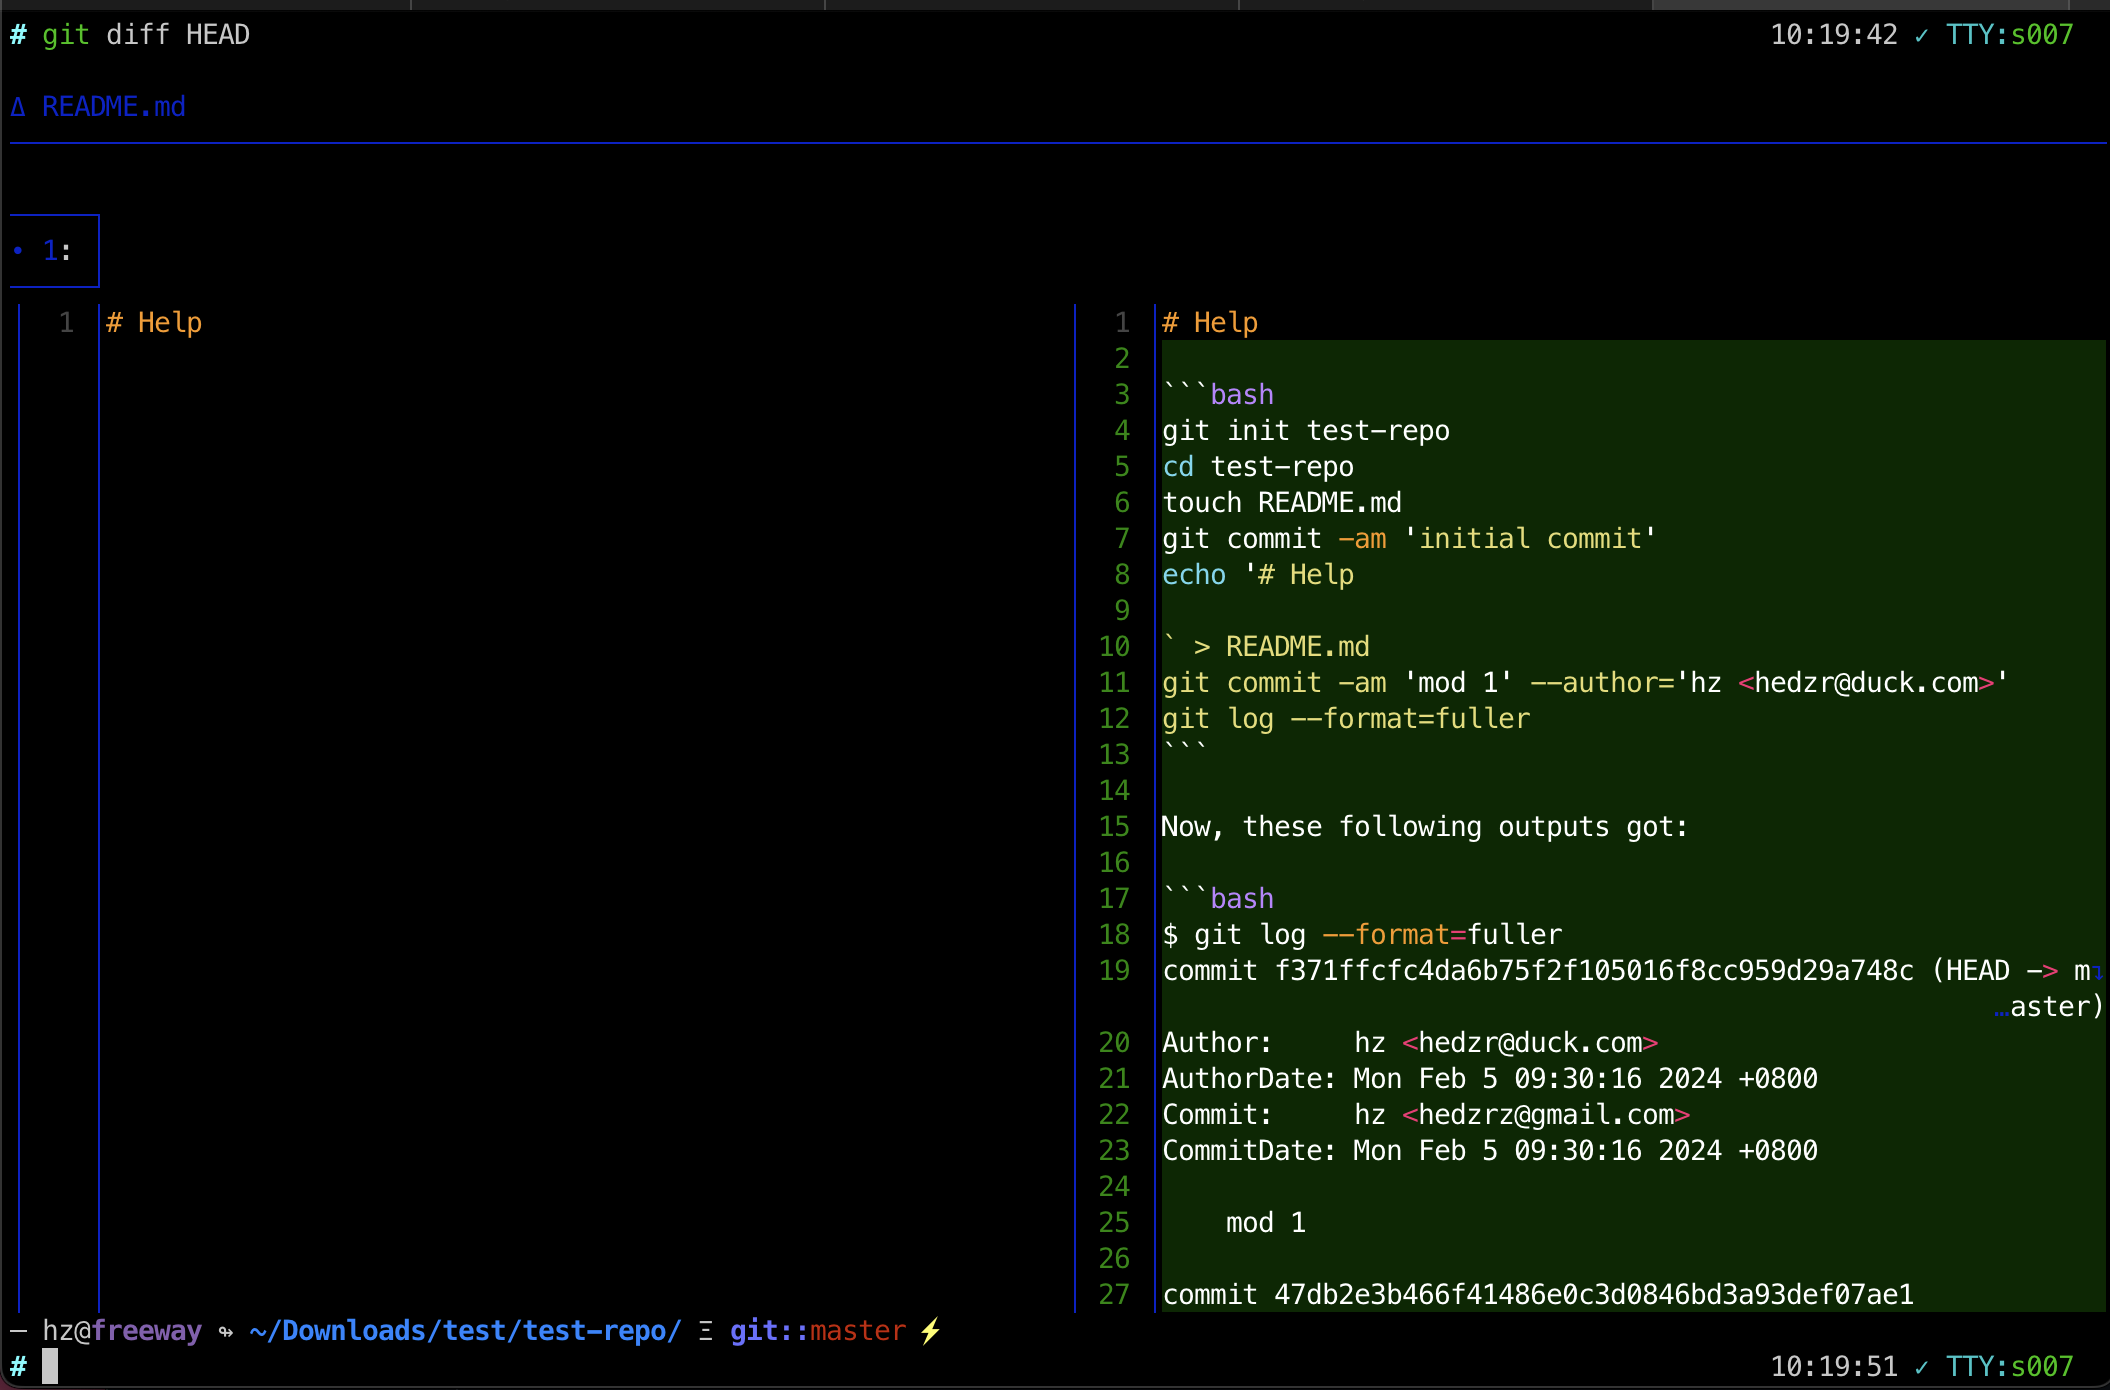 # git diff HEAD 10:19:42 ✓ TTY:s007
Δ README.md
• 1:
1 # Help 1 # Help
2
3 ```bash
4 git init test-repo
5 cd test-repo
6 touch README.md
7 git commit -am 'initial commit'
8 echo '# Help
9
10 ` > README.md
11 git commit -am 'mod 1' --author='hz <hedzr@duck.com>'
12 git log --format=fuller
13 ```
14
15 Now, these following outputs got:
16
17 ```bash
18 $ git log --format=fuller
19 commit f371ffcfc4da6b75f2f105016f8cc959d29a748c (HEAD -> m↴
…aster)
20 Author:     hz <hedzr@duck.com>
21 AuthorDate: Mon Feb 5 09:30:16 2024 +0800
22 Commit:     hz <hedzrz@gmail.com>
23 CommitDate: Mon Feb 5 09:30:16 2024 +0800
24
25     mod 1
26
27 commit 47db2e3b466f41486e0c3d0846bd3a93def07ae1
— hz@freeway ↬ ~/Downloads/test/test-repo/ Ξ git::master ⚡
# 10:19:51 ✓ TTY:s007